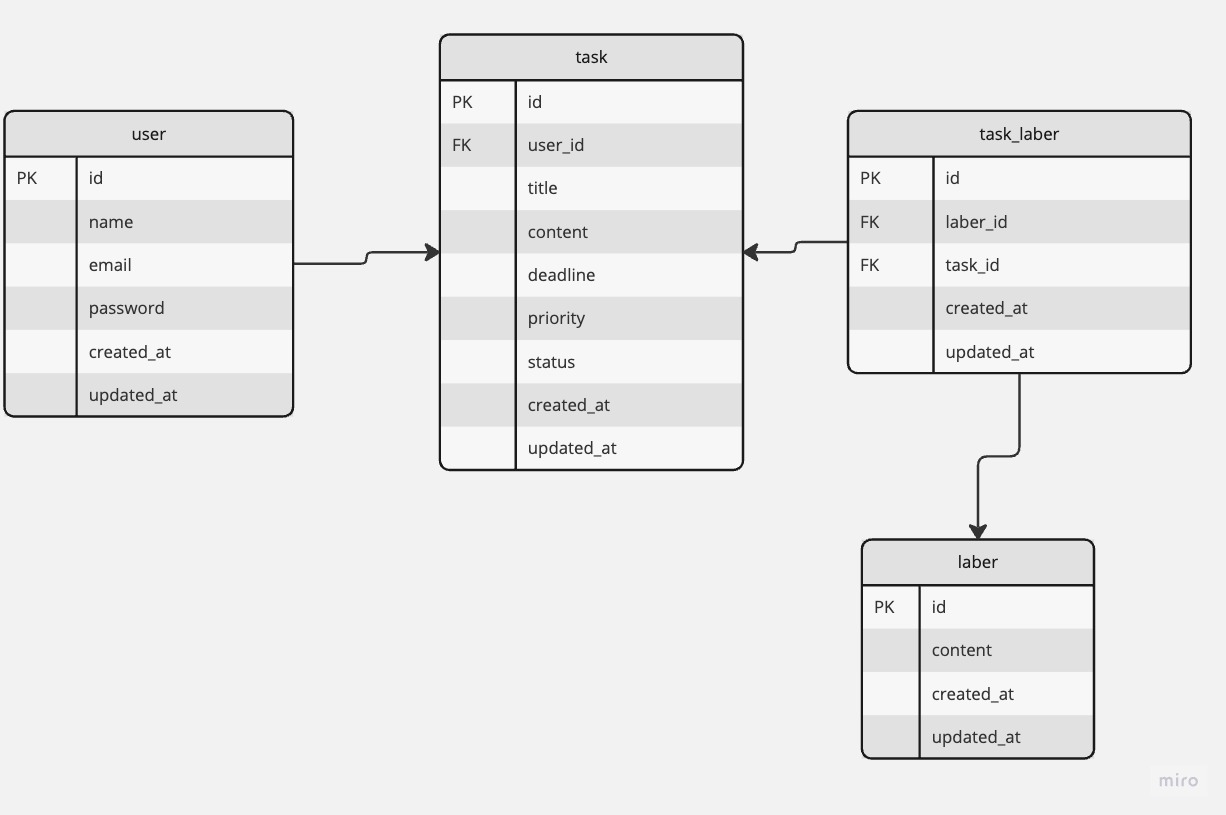 user
PK id
name
email
password
created_at
updated_at
task
PK id
FK user_id
title
content
deadline
priority
status
created_at
updated_at
task_laber
PK id
FK laber_id
FK task_id
created_at
updated_at
laber
PK id
content
created_at
updated_at
miro